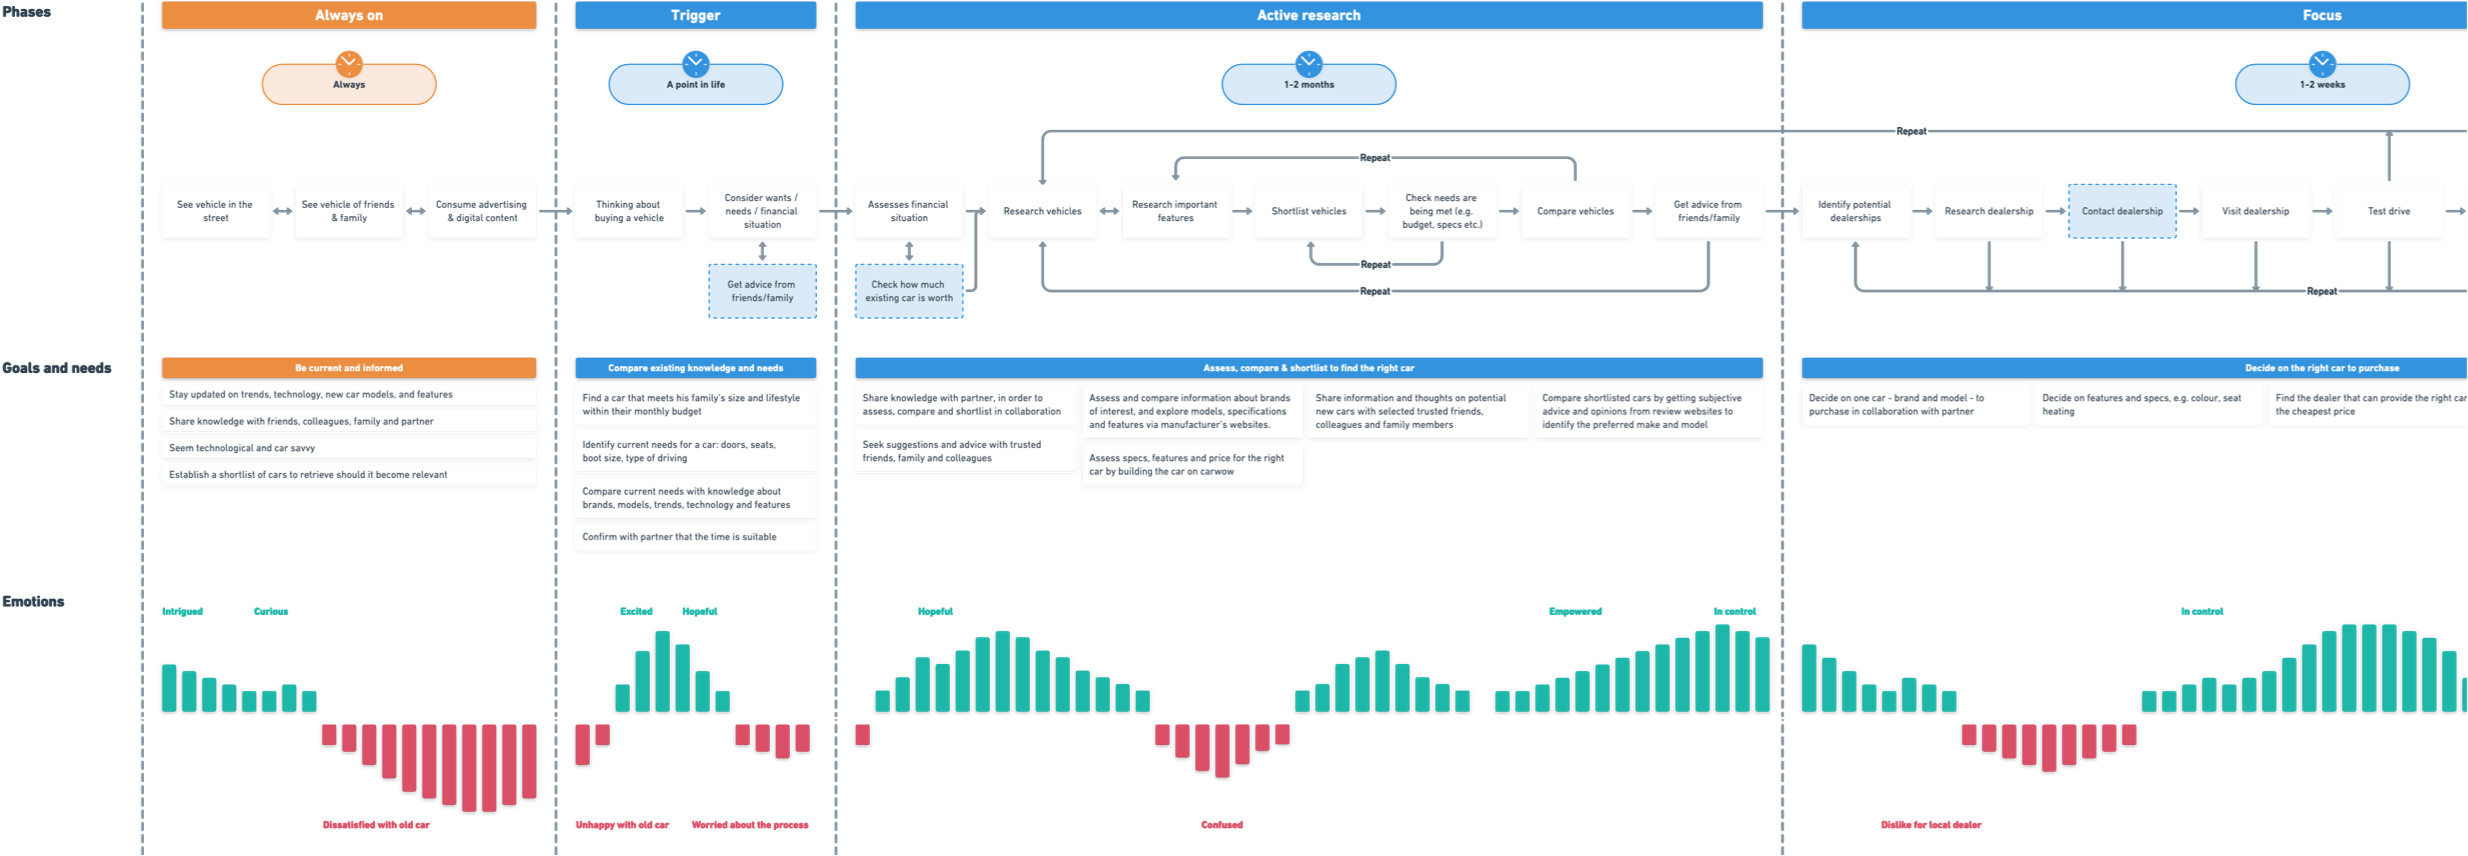 Phases
Always on
Trigger
Active research
Focus
Always
A point in life
1-2 months
1-2 weeks
Repeat
Repeat
See vehicle in the
street
See vehicle of friends
& family
Consume advertising
& digital content
Thinking about
buying a vehicle
Consider wants /
needs / financial
situation
Assesses financial
situation
Research vehicles
Research important
features
Shortlist vehicles
Check needs are
being met (e.g.
budget, specs etc.)
Compare vehicles
Get advice from
friends/family
Identify potential
dealerships
Research dealership
Contact dealership
Visit dealership
Test drive
Get advice from
friends/family
Check how much
existing car is worth
Repeat
Repeat
Repeat
Goals and needs
Be current and informed
Stay updated on trends, technology, new car models, and features
Share knowledge with friends, colleagues, family and partner
Seem technological and car savvy
Establish a shortlist of cars to retrieve should it become relevant
Compare existing knowledge and needs
Find a car that meets his family's size and lifestyle
within their monthly budget
Identify current needs for a car: doors, seats,
boot size, type of driving
Compare current needs with knowledge about
brands, models, trends, technology and features
Confirm with partner that the time is suitable
Assess, compare & shortlist to find the right car
Share knowledge with partner, in order to
assess, compare and shortlist in collaboration
Seek suggestions and advice with trusted
friends, family and colleagues
Assess and compare information about brands
of interest, and explore models, specifications
and features via manufacturer's websites.
Assess specs, features and price for the right
car by building the car on carwow
Share information and thoughts on potential
new cars with selected trusted friends,
colleagues and family members
Compare shortlisted cars by getting subjective
advice and opinions from review websites to
identify the preferred make and model
Decide on the right car to purchase
Decide on one car - brand and model - to
purchase in collaboration with partner
Decide on features and specs, e.g. colour, seat
heating
Find the dealer that can provide the right car
the cheapest price
Emotions
Intrigued
Curious
Excited
Hopeful
Hopeful
Empowered
In control
In control
Dissatisfied with old car
Unhappy with old car
Worried about the process
Confused
Dislike for local dealer